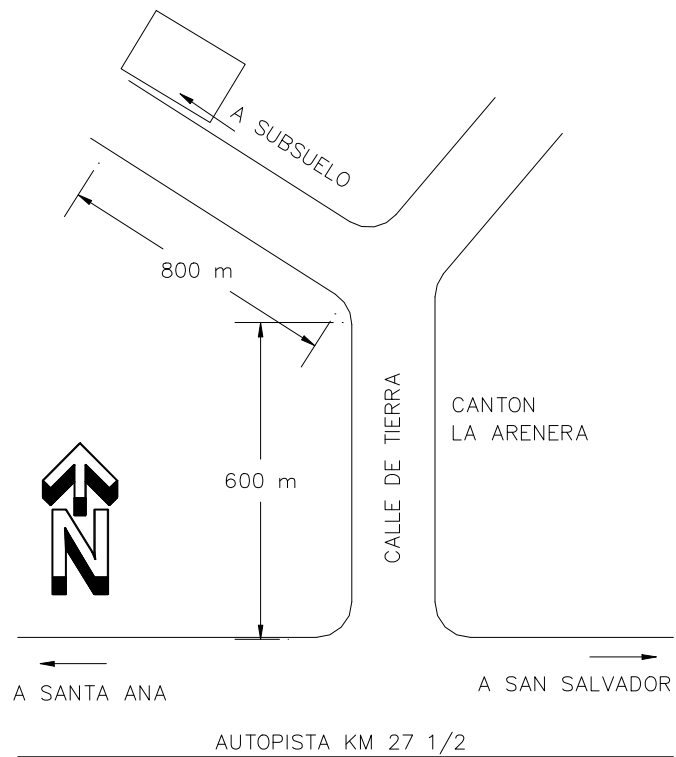 A SUBSUELO
800 m
CALLE DE TIERRA
CANTON
LA ARENERA
600 m
N
A SANTA ANA
A SAN SALVADOR
AUTOPISTA KM 27 1/2